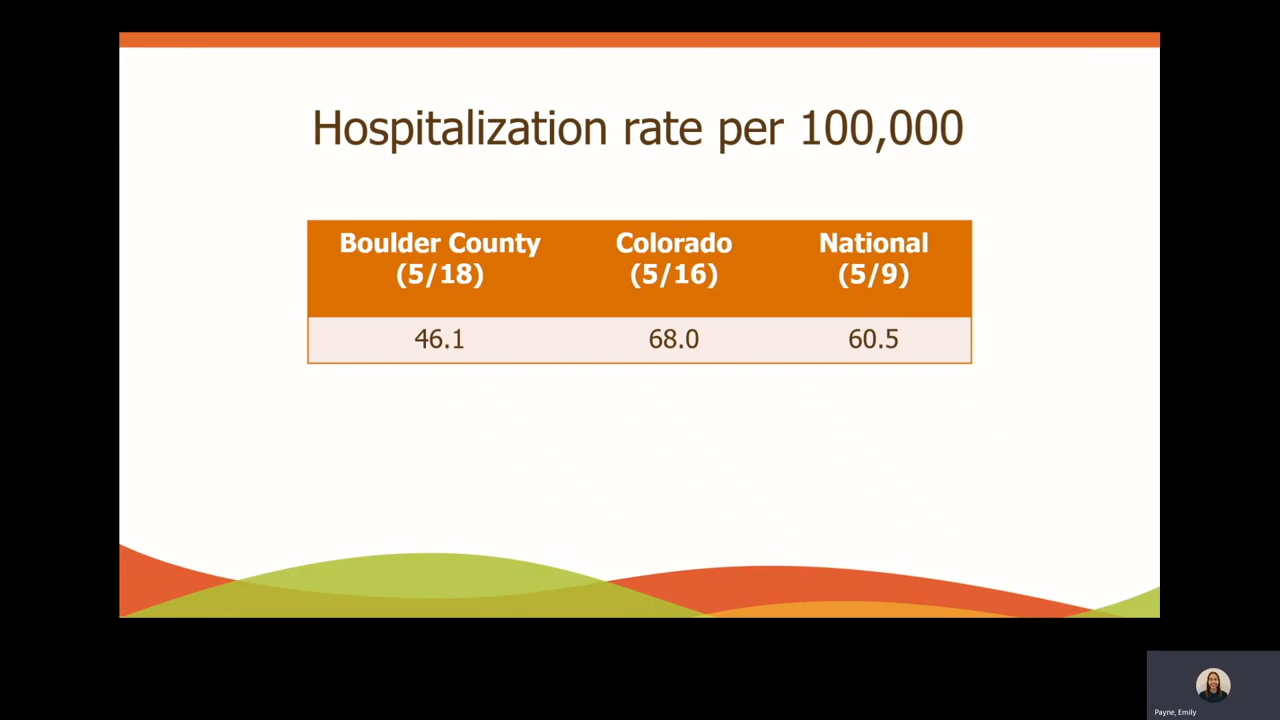 Hospitalization rate per 100,000
Boulder County
(5/18)
Colorado
(5/16)
National
(5/9)
46.1
68.0
60.5
Payne, Emily